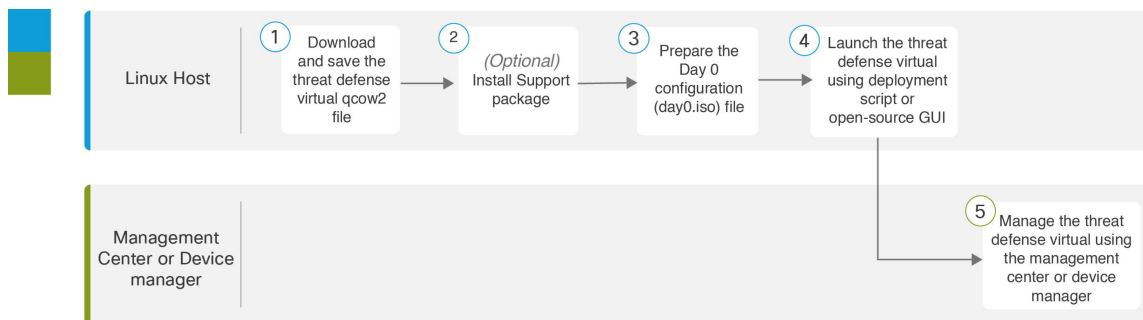 Linux Host
1
Download
and save the
threat defense
virtual qcow2
file
2
(Optional)
Install Support
package
3
Prepare the
Day 0
configuration
(day0.iso) file
4
Launch the threat
defense virtual
using deployment
script or
open-source GUI
Management
Center or Device
manager
5
Manage the threat
defense virtual using
the management
center or device
manager